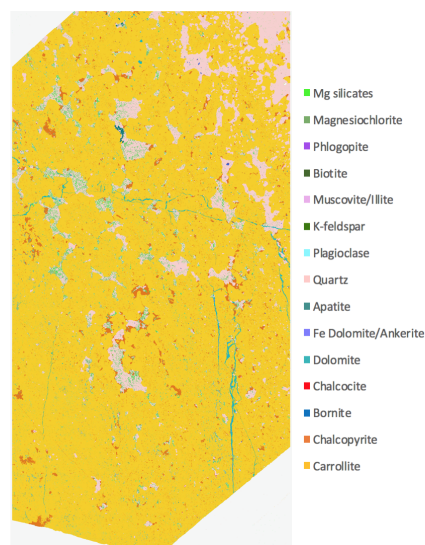 Mg silicates
Magnesiochlorite
Phlogopite
Biotite
Muscovite/Illite
K-feldspar
Plagioclase
Quartz
Apatite
Fe Dolomite/Ankerite
Dolomite
Chalcocite
Bornite
Chalcopyrite
Carrollite